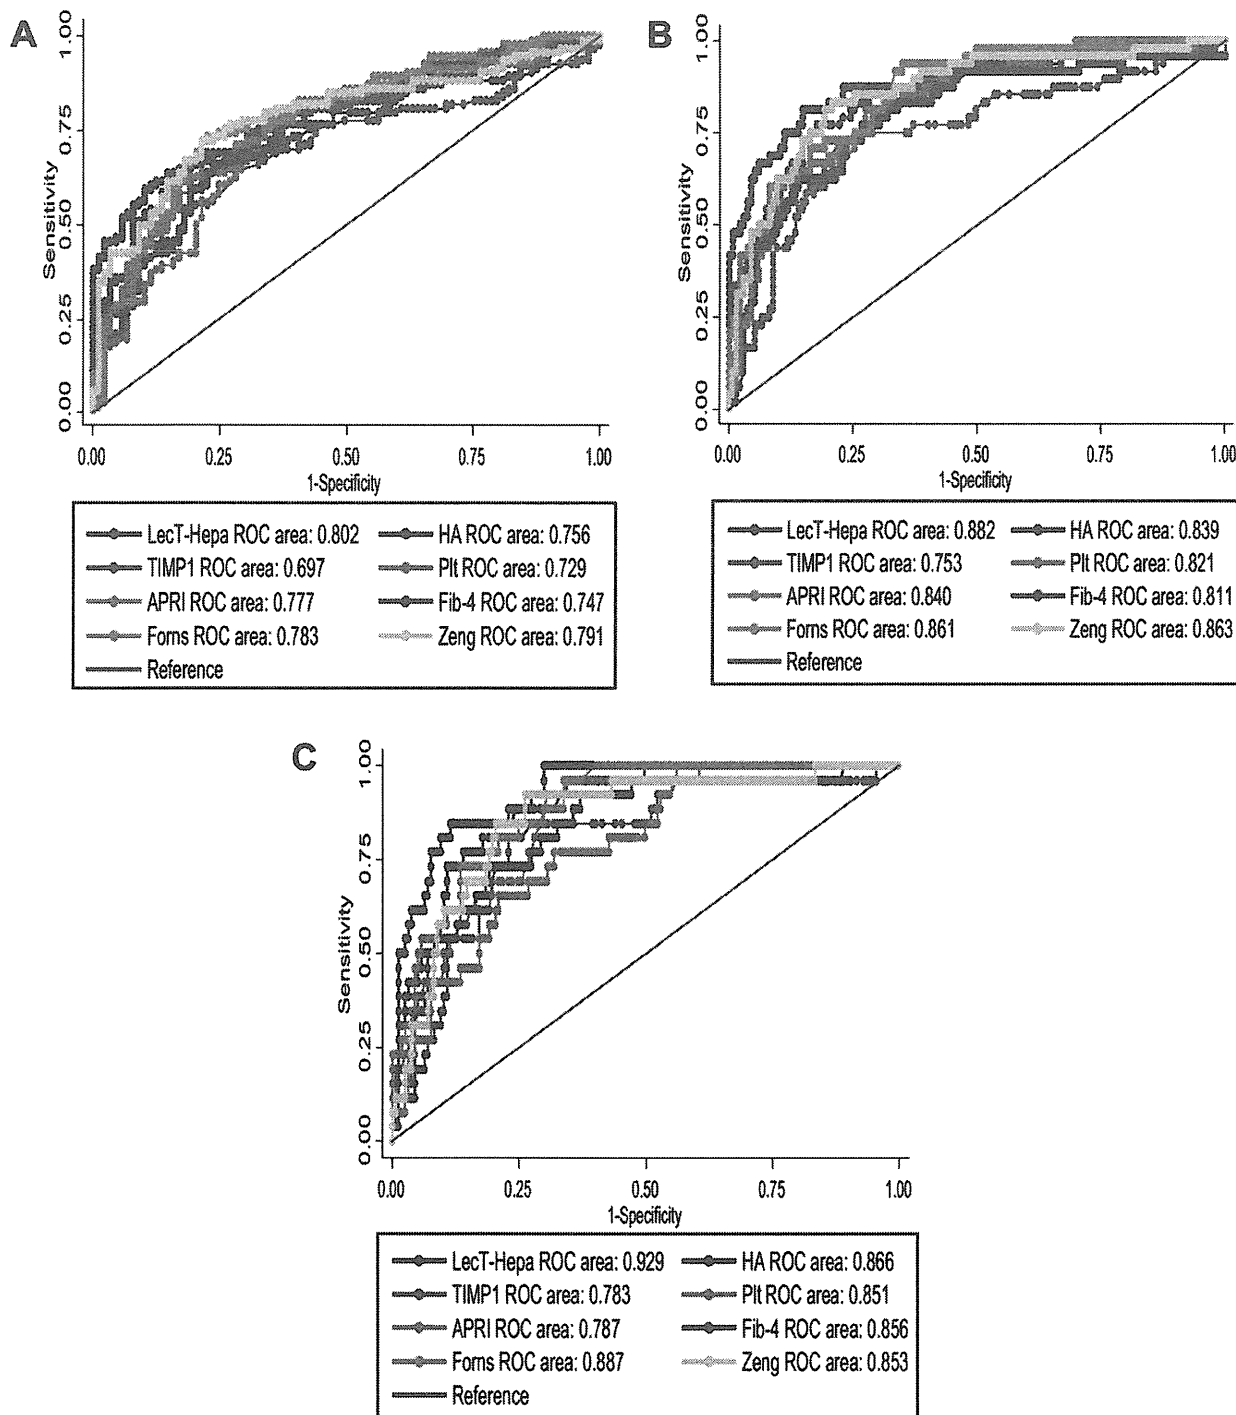 A
Sensitivity
1.00
0.75
0.50
0.25
0.00
0.00 0.25 0.50 0.75 1.00
1-Specificity
LecT-Hepa ROC area: 0.802 HA ROC area: 0.756
TIMP1 ROC area: 0.697 Plt ROC area: 0.729
APRI ROC area: 0.777 Fib-4 ROC area: 0.747
Forns ROC area: 0.783 Zeng ROC area: 0.791
Reference
B
Sensitivity
1.00
0.75
0.50
0.25
0.00
0.00 0.25 0.50 0.75 1.00
1-Specificity
LecT-Hepa ROC area: 0.882 HA ROC area: 0.839
TIMP1 ROC area: 0.753 Plt ROC area: 0.821
APRI ROC area: 0.840 Fib-4 ROC area: 0.811
Forns ROC area: 0.861 Zeng ROC area: 0.863
Reference
C
Sensitivity
1.00
0.75
0.50
0.25
0.00
0.00 0.25 0.50 0.75 1.00
1-Specificity
LecT-Hepa ROC area: 0.929 HA ROC area: 0.866
TIMP1 ROC area: 0.783 Plt ROC area: 0.851
APRI ROC area: 0.787 Fib-4 ROC area: 0.856
Forns ROC area: 0.887 Zeng ROC area: 0.853
Reference